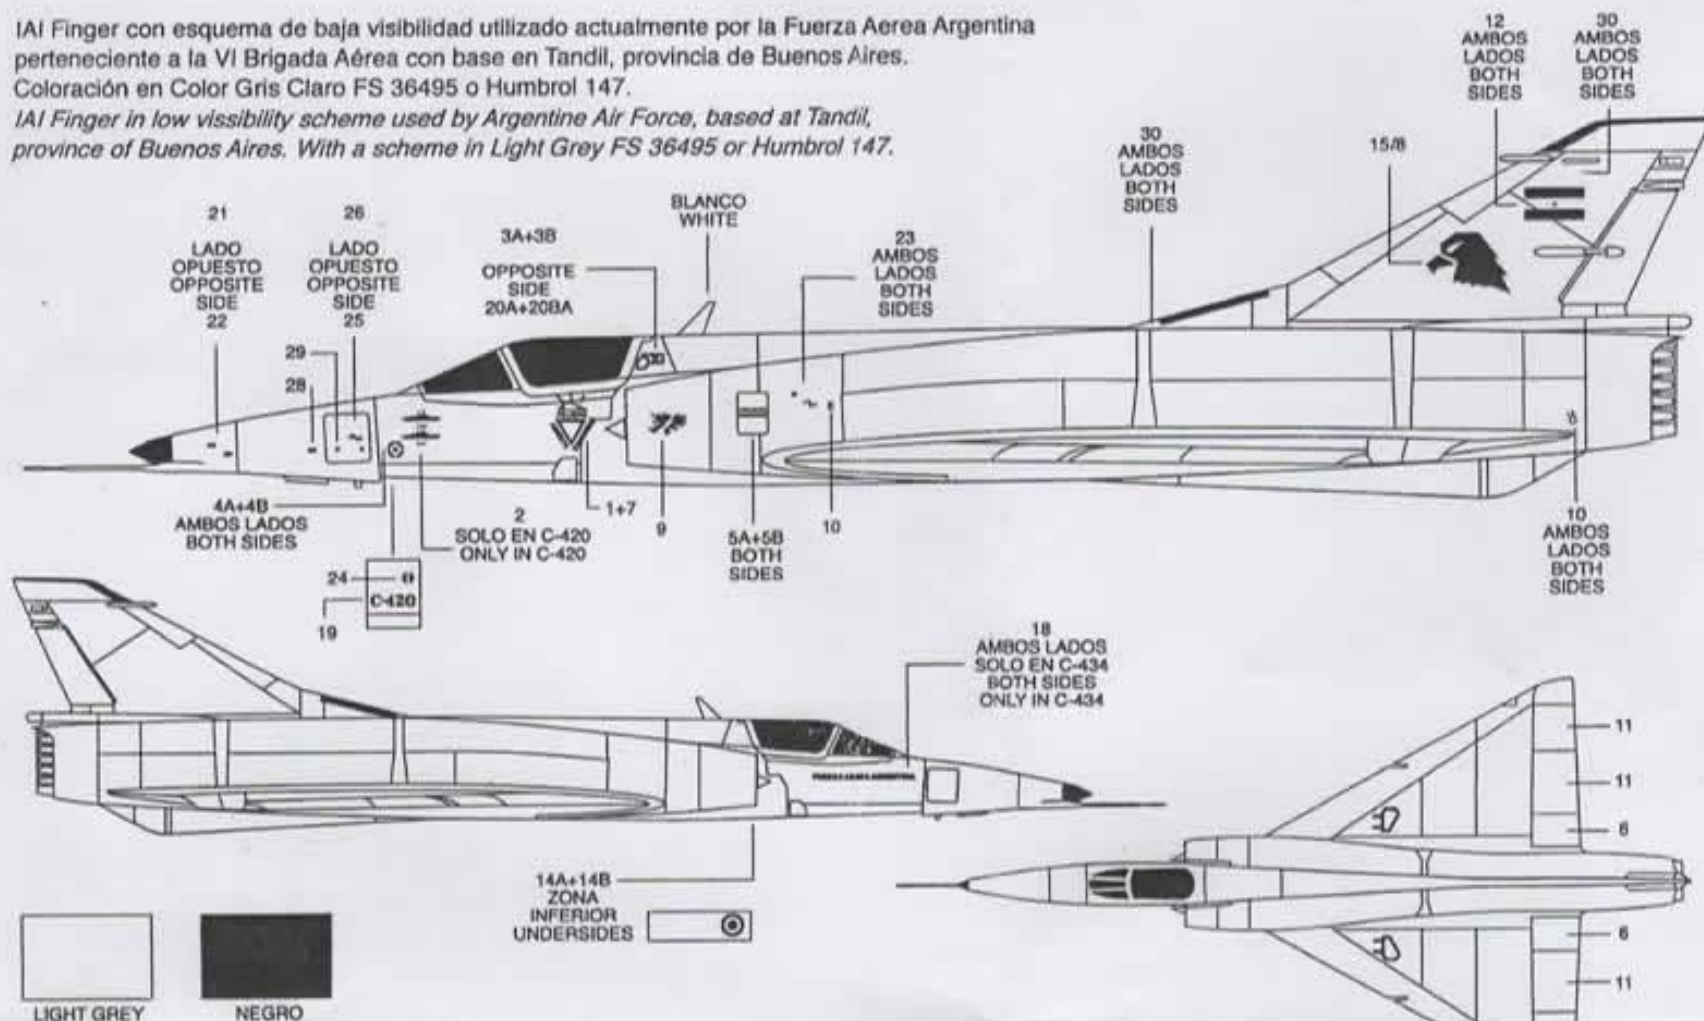 IAI Finger con esquema de baja visibilidad utilizado actualmente por la Fuerza Aerea Argentina
perteneciente a la VI Brigada Aérea con base en Tandil, provincia de Buenos Aires.
Coloración en Color Gris Claro FS 36495 o Humbrol 147.
IAI Finger in low vissibility scheme used by Argentine Air Force, based at Tandil,
province of Buenos Aires. With a scheme in Light Grey FS 36495 or Humbrol 147.
12
AMBOS
LADOS
BOTH
SIDES
30
AMBOS
LADOS
BOTH
SIDES
30
AMBOS
LADOS
BOTH
SIDES
15/8
21
LADO
OPUESTO
OPPOSITE
SIDE
22
26
LADO
OPUESTO
OPPOSITE
SIDE
25
3A+3B
OPPOSITE
SIDE
20A+20BA
BLANCO
WHITE
23
AMBOS
LADOS
BOTH
SIDES
29
28
4A+4B
AMBOS LADOS
BOTH SIDES
2
SOLO EN C-420
ONLY IN C-420
1+7
9
5A+5B
BOTH
SIDES
10
10
AMBOS
LADOS
BOTH
SIDES
24
C-420
19
18
AMBOS LADOS
SOLO EN C-434
BOTH SIDES
ONLY IN C-434
FUERZA AEREA ARGENTINA
11
11
6
6
11
14A+14B
ZONA
INFERIOR
UNDERSIDES
LIGHT GREY
NEGRO